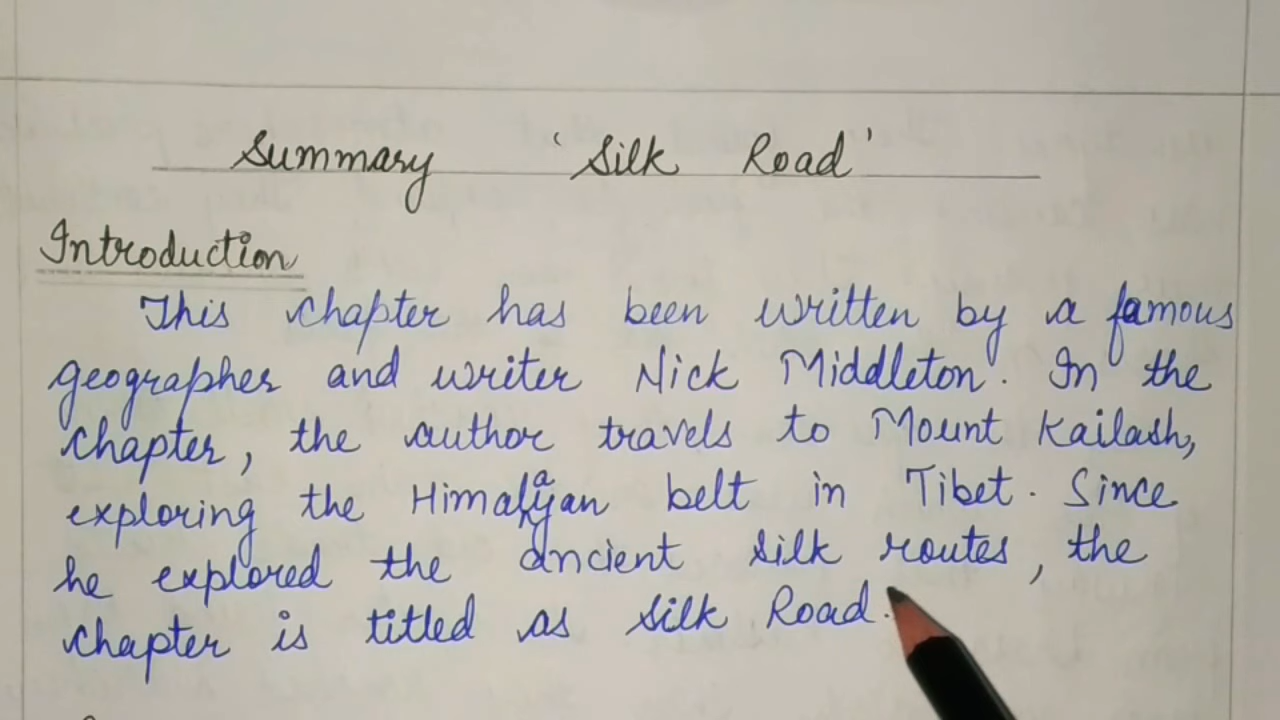 Summary 'Silk Road'
Introduction
This chapter has been written by a famous
geographer and writer Nick Middleton. In the
chapter, the author travels to Mount Kailash,
exploring the Himalayan belt in Tibet. Since
he explored the ancient silk routes, the
chapter is titled as Silk Road.